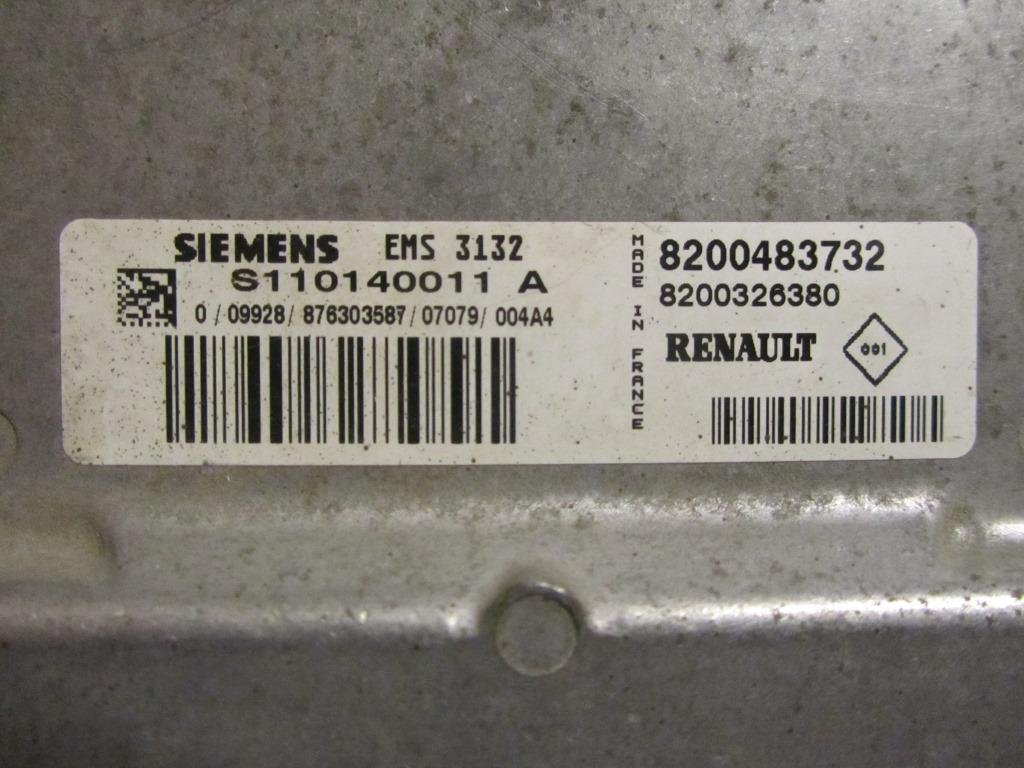 SIEMENS EMS 3132
S110140011 A
0 / 09928 / 876303587 / 07079 / 004A4
MADE IN FRANCE
8200483732
8200326380
RENAULT 001